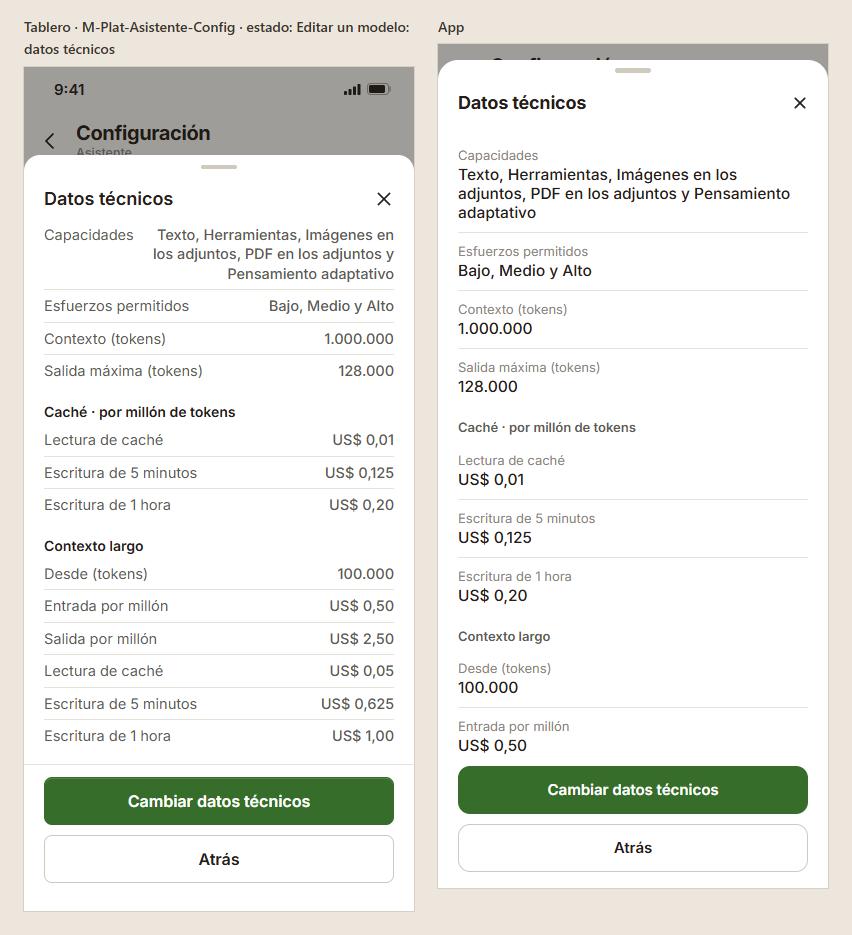 Tablero · M-Plat-Asistente-Config · estado: Editar un modelo:
datos técnicos
9:41
Configuración
Asistente
Datos técnicos
Capacidades Texto, Herramientas, Imágenes en
los adjuntos, PDF en los adjuntos y
Pensamiento adaptativo
Esfuerzos permitidos Bajo, Medio y Alto
Contexto (tokens) 1.000.000
Salida máxima (tokens) 128.000
Caché · por millón de tokens
Lectura de caché US$ 0,01
Escritura de 5 minutos US$ 0,125
Escritura de 1 hora US$ 0,20
Contexto largo
Desde (tokens) 100.000
Entrada por millón US$ 0,50
Salida por millón US$ 2,50
Lectura de caché US$ 0,05
Escritura de 5 minutos US$ 0,625
Escritura de 1 hora US$ 1,00
Cambiar datos técnicos
Atrás
App
Datos técnicos
Capacidades
Texto, Herramientas, Imágenes en los
adjuntos, PDF en los adjuntos y Pensamiento
adaptativo
Esfuerzos permitidos
Bajo, Medio y Alto
Contexto (tokens)
1.000.000
Salida máxima (tokens)
128.000
Caché · por millón de tokens
Lectura de caché
US$ 0,01
Escritura de 5 minutos
US$ 0,125
Escritura de 1 hora
US$ 0,20
Contexto largo
Desde (tokens)
100.000
Entrada por millón
US$ 0,50
Cambiar datos técnicos
Atrás